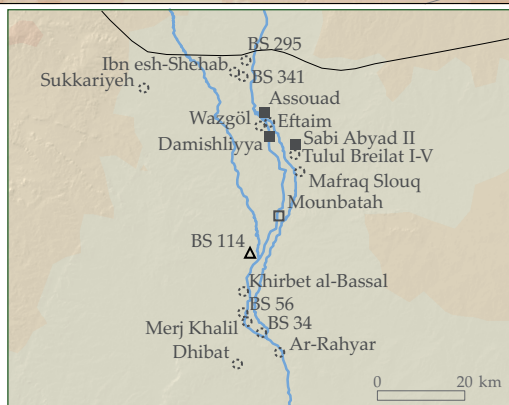 BS 295
Ibn esh-Shehab
BS 341
Sukkariyeh
Assouad
Wazgöl
Eftaim
Damishliyya
Sabi Abyad II
Tulul Breilat I-V
Mafraq Slouq
Mounbatah
BS 114
Khirbet al-Bassal
BS 56
Merj Khalil
BS 34
Ar-Rahyar
Dhibat
0 20 km